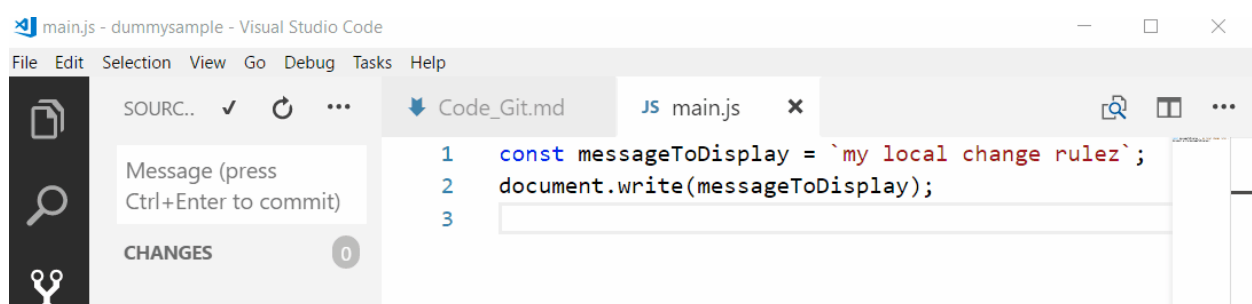 main.js - dummysample - Visual Studio Code
File Edit Selection View Go Debug Tasks Help
SOURC..
Code_Git.md
JS main.js
Message (press
Ctrl+Enter to commit)
CHANGES 0
1 const messageToDisplay = `my local change rulez`;
2 document.write(messageToDisplay);
3